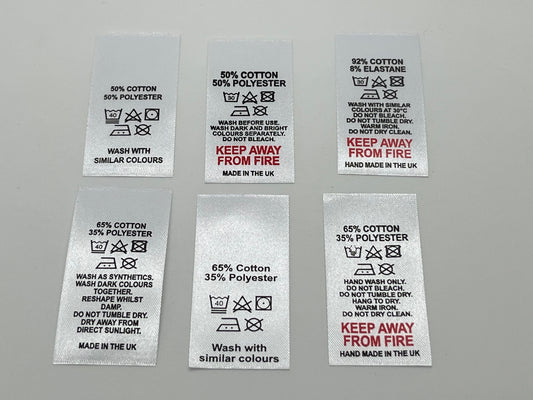 50% COTTON
50% POLYESTER
40
WASH WITH
SIMILAR COLOURS
50% COTTON
50% POLYESTER
30
WASH BEFORE USE.
WASH DARK AND BRIGHT
COLOURS SEPARATELY.
DO NOT BLEACH.
KEEP AWAY
FROM FIRE
MADE IN THE UK
92% COTTON
8% ELASTANE
30
WASH WITH SIMILAR
COLOURS AT 30°C
DO NOT BLEACH.
DO NOT TUMBLE DRY.
WARM IRON.
DO NOT DRY CLEAN.
KEEP AWAY
FROM FIRE
HAND MADE IN THE UK
65% COTTON
35% POLYESTER
40
WASH AS SYNTHETICS.
WASH DARK COLOURS
TOGETHER.
RESHAPE WHILST
DAMP.
DO NOT TUMBLE DRY.
DRY AWAY FROM
DIRECT SUNLIGHT.
MADE IN THE UK
65% Cotton
35% Polyester
40
Wash with
similar colours
65% COTTON
35% POLYESTER
HAND WASH ONLY.
DO NOT BLEACH.
DO NOT TUMBLE DRY.
HANG TO DRY.
WARM IRON.
DO NOT DRY CLEAN.
KEEP AWAY
FROM FIRE
HAND MADE IN THE UK